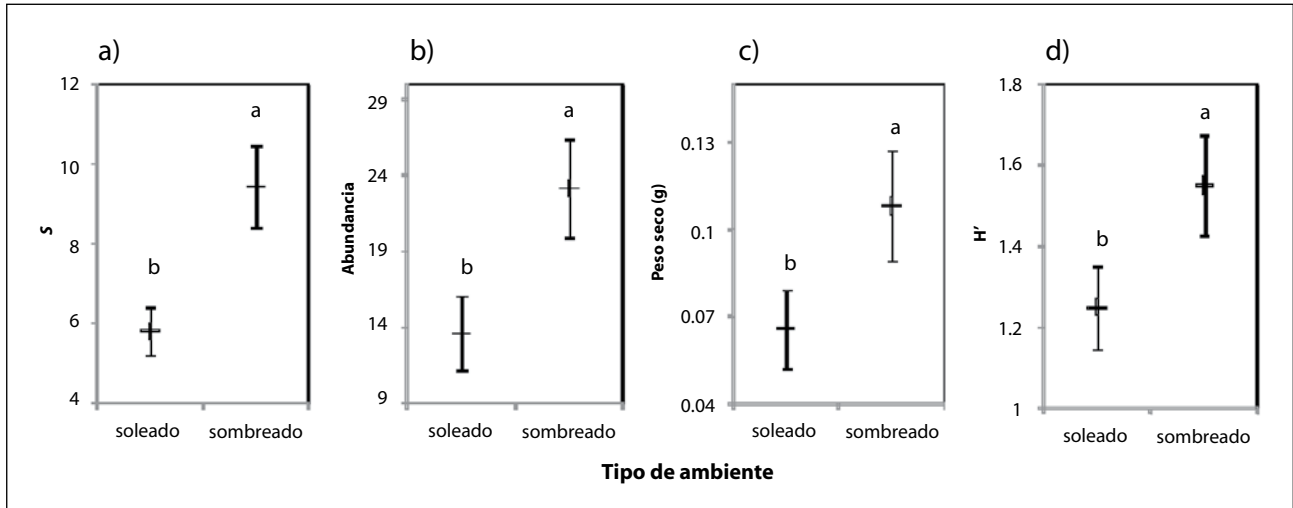 a)
S
12
10
8
6
4
b
a
soleado sombreado
b)
Abundancia
29
24
19
14
9
b
a
soleado sombreado
c)
Peso seco (g)
0.13
0.1
0.07
0.04
b
a
soleado sombreado
d)
H'
1.8
1.6
1.4
1.2
1
b
a
soleado sombreado
Tipo de ambiente